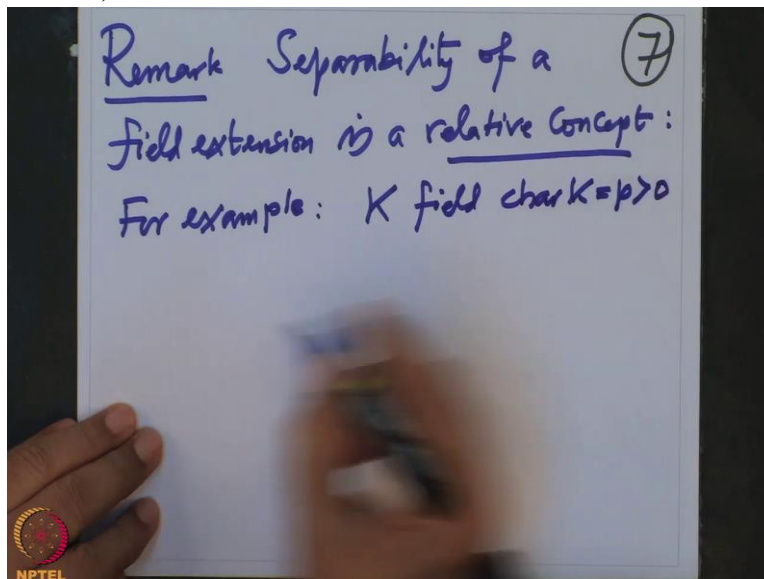 Remark Separability of a 7
field extension is a relative Concept:
For example: K field char K = p > 0
NPTEL